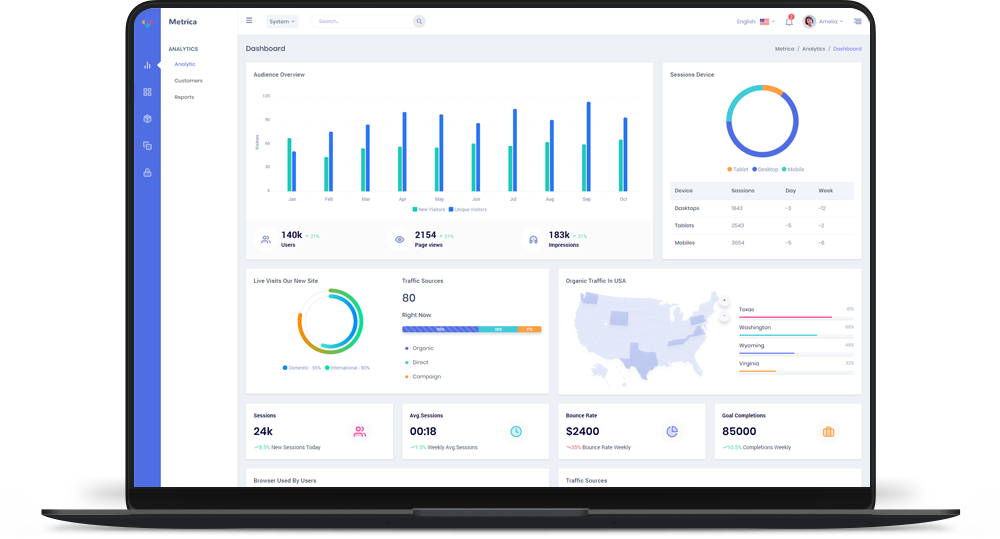 Metrica
System
Search...
English
Amelia
ANALYTICS
Analytic
Customers
Reports
Dashboard
Metrica / Analytics / Dashboard
Audience Overview
120
90
60
30
0
Visitors
Jan Feb Mar Apr May Jun Jul Aug Sep Oct
New Visitors Unique Visitors
140k 21%
Users
2154 31%
Page views
183k 31%
Impressions
Sessions Device
Tablet Desktop Mobile
Device Sessions Day Week
Desktops 1843 -3 -12
Tablets 2543 -5 -2
Mobiles 3654 -5 -6
Live Visits Our New Site
Domestic - 55% International - 90%
Traffic Sources
80
Right Now
Organic
Direct
Campaign
Organic Traffic In USA
+
-
Texas
Washington
Wyoming
Virginia
Sessions
24k
New Sessions Today
Avg.Sessions
00:18
1.5% Weekly Avg.Sessions
Bounce Rate
$2400
35% Bounce Rate Weekly
Goal Completions
85000
10.5% Completions Weekly
Browser Used By Users
Traffic Sources